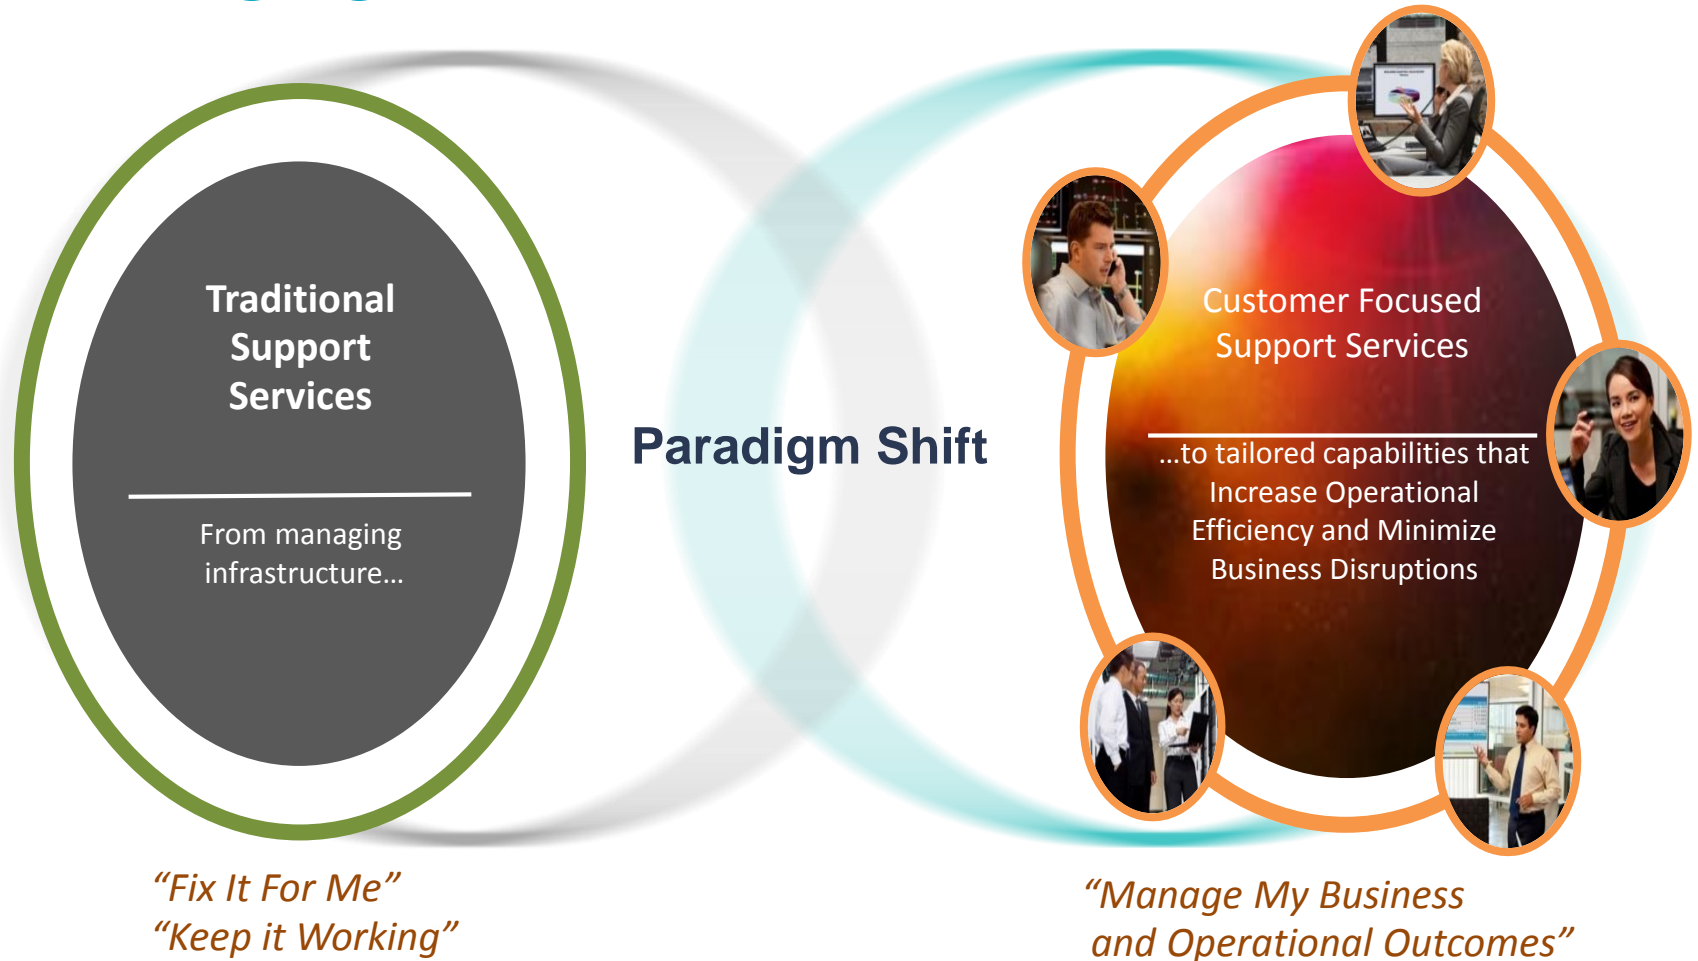 Traditional
Support
Services
From managing
infrastructure…
Paradigm Shift
Customer Focused
Support Services
…to tailored capabilities that
Increase Operational
Efficiency and Minimize
Business Disruptions
“Fix It For Me”
“Keep it Working”
“Manage My Business
and Operational Outcomes”